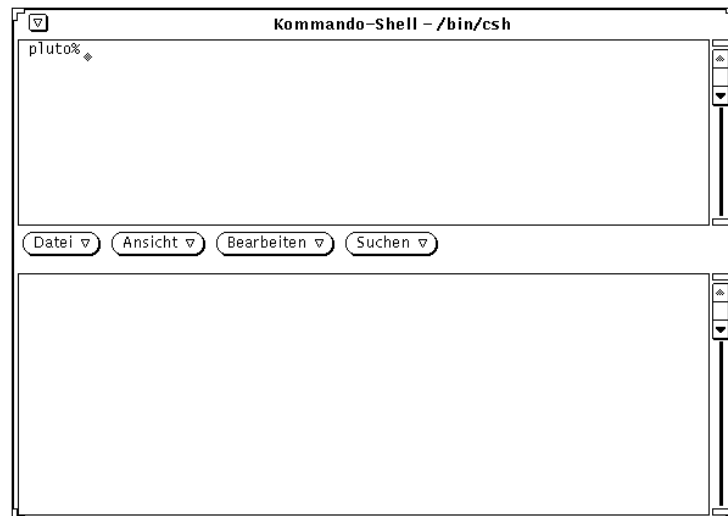 Kommando-Shell - /bin/csh
pluto%
Datei Ansicht Bearbeiten Suchen